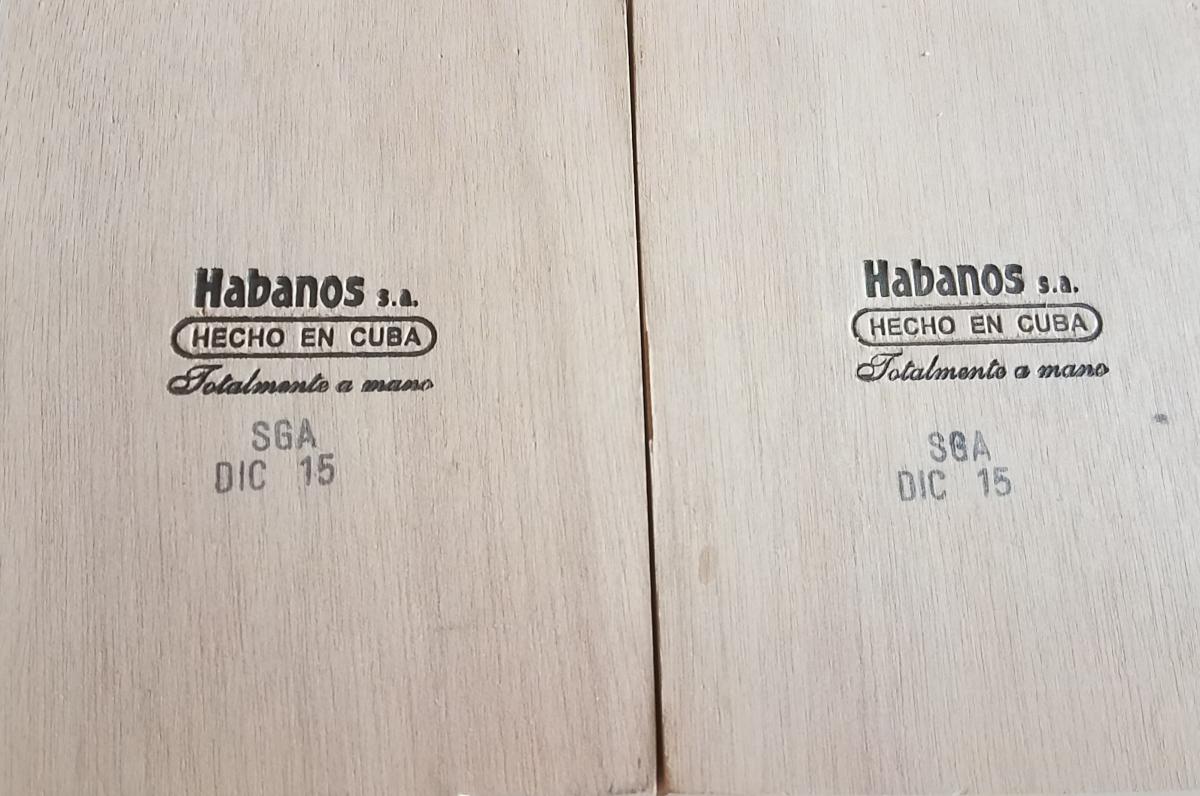 Habanos s.a.
HECHO EN CUBA
Totalmente a mano
SGA
DIC 15
Habanos s.a.
HECHO EN CUBA
Totalmente a mano
SGA
DIC 15